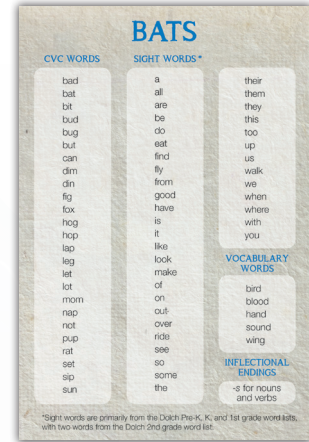 BATS
CVC WORDS
bad
bat
bit
bud
bug
but
can
dim
din
fig
fox
hog
hop
lap
leg
let
lot
mom
nap
not
pup
rat
set
sip
sun
SIGHT WORDS*
a
all
are
be
do
eat
find
fly
from
good
have
is
it
like
look
make
of
on
out
over
ride
see
so
some
the
their
them
they
this
too
up
us
walk
we
when
where
with
you
VOCABULARY
WORDS
bird
blood
hand
sound
wing
INFLECTIONAL
ENDINGS
-s for nouns
and verbs
*Sight words are primarily from the Dolch Pre-K, K, and 1st grade word lists,
with two words from the Dolch 2nd grade word list.